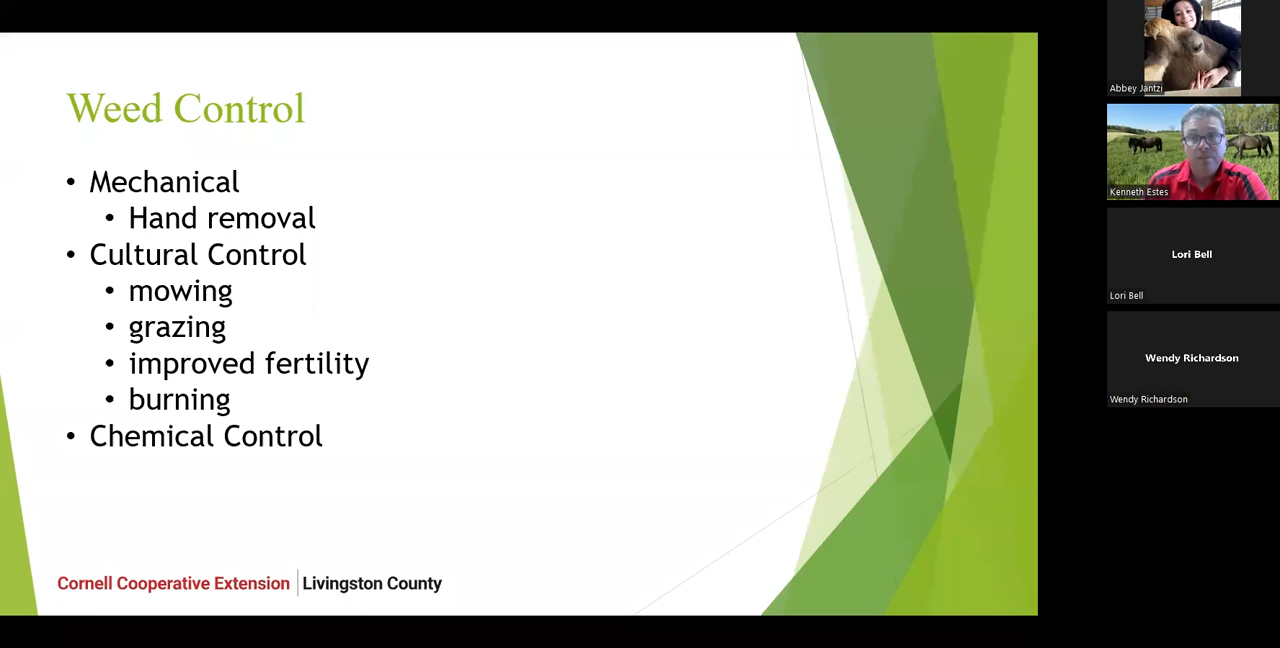 Weed Control
• Mechanical
• Hand removal
• Cultural Control
• mowing
• grazing
• improved fertility
• burning
• Chemical Control
Cornell Cooperative Extension | Livingston County
Abbey Jantzi
Kenneth Estes
Lori Bell
Lori Bell
Wendy Richardson
Wendy Richardson